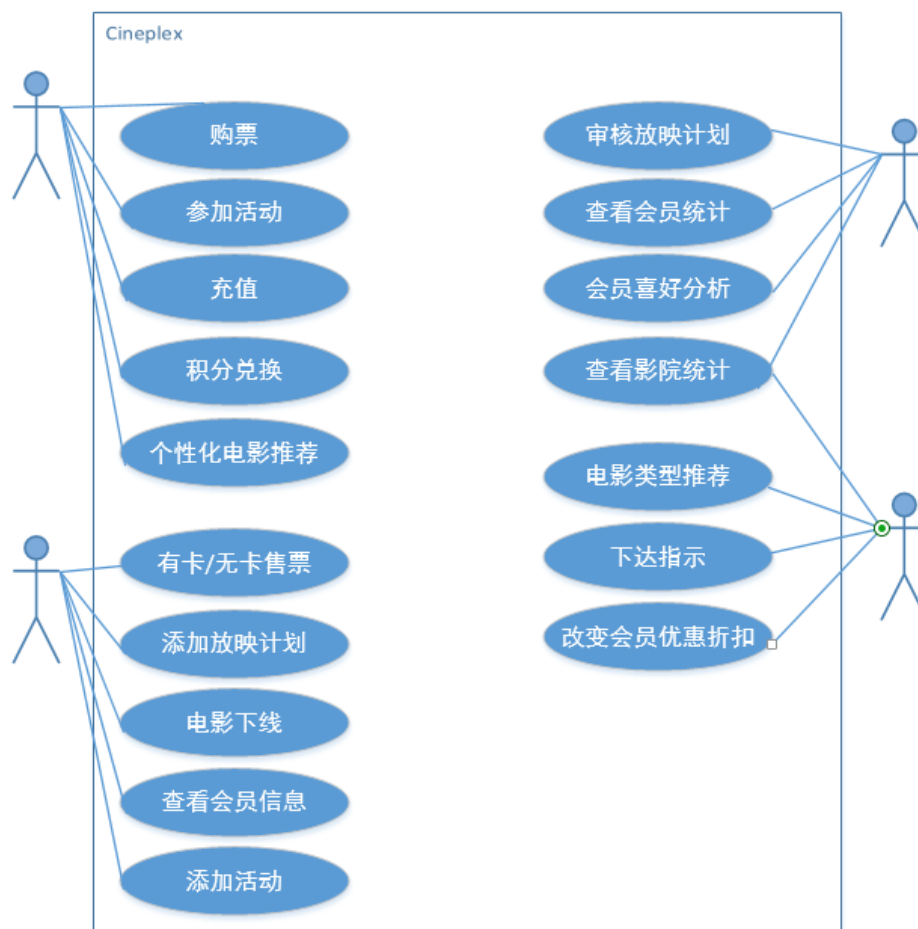 Cineplex
购票
参加活动
充值
积分兑换
个性化电影推荐
有卡/无卡售票
添加放映计划
电影下线
查看会员信息
添加活动
审核放映计划
查看会员统计
会员喜好分析
查看影院统计
电影类型推荐
下达指示
改变会员优惠折扣